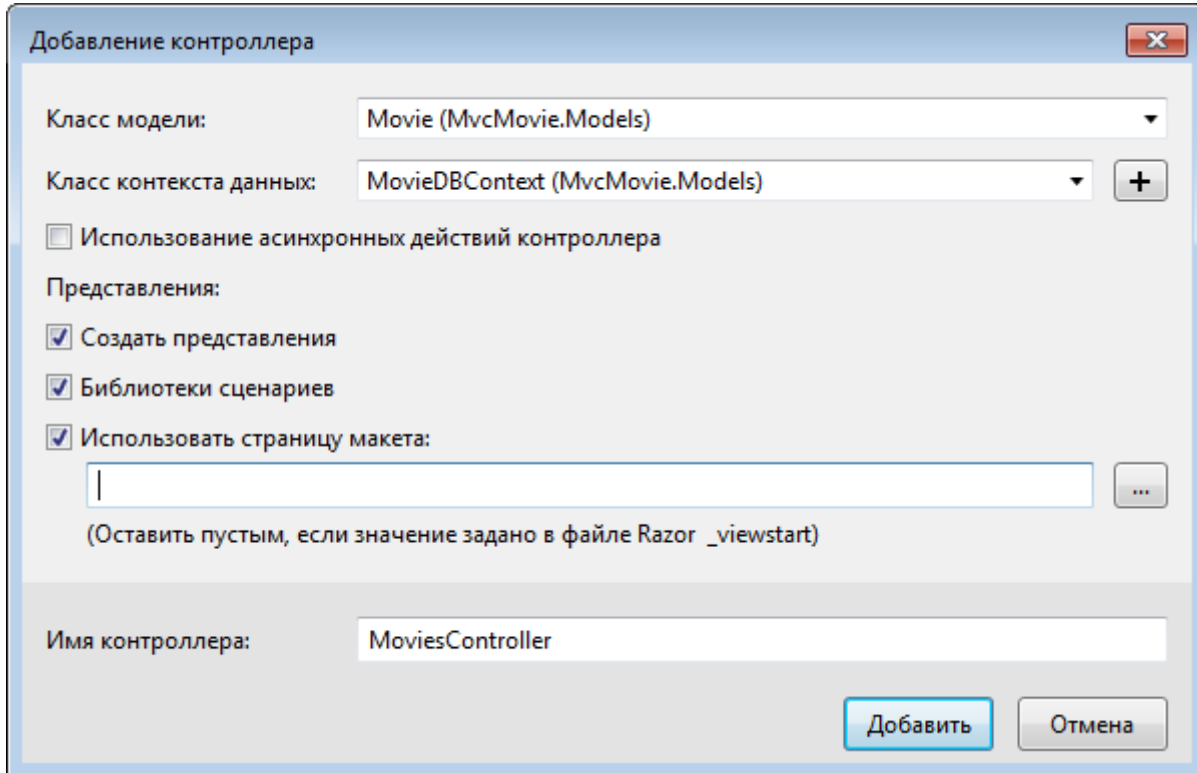 Добавление контроллера
Класс модели: Movie (MvcMovie.Models)
Класс контекста данных: MovieDBContext (MvcMovie.Models) +
Использование асинхронных действий контроллера
Представления:
Создать представления
Библиотеки сценариев
Использовать страницу макета:
...
(Оставить пустым, если значение задано в файле Razor _viewstart)
Имя контроллера: MoviesController
Добавить Отмена